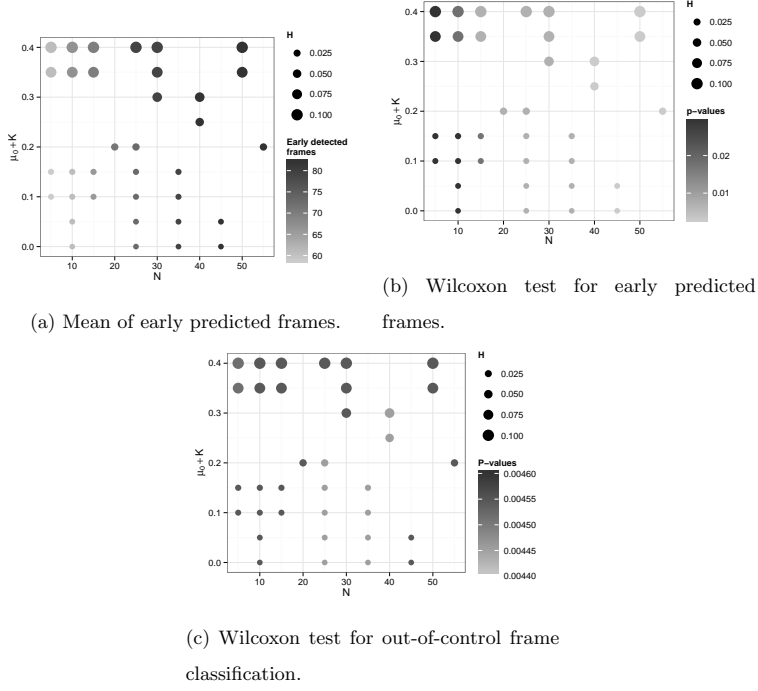 H
0.025
0.050
0.075
0.100
Early detected
frames
80
75
70
65
60
0.4
0.3
0.2
0.1
0.0
μ0+K
10 20 30 40 50
N
(a) Mean of early predicted frames.
H
0.025
0.050
0.075
0.100
p-values
0.02
0.01
0.4
0.3
0.2
0.1
0.0
μ0+K
10 20 30 40 50
N
(b) Wilcoxon test for early predicted
frames.
H
0.025
0.050
0.075
0.100
P-values
0.00460
0.00455
0.00450
0.00445
0.00440
0.4
0.3
0.2
0.1
0.0
μ0+K
10 20 30 40 50
N
(c) Wilcoxon test for out-of-control frame
classification.